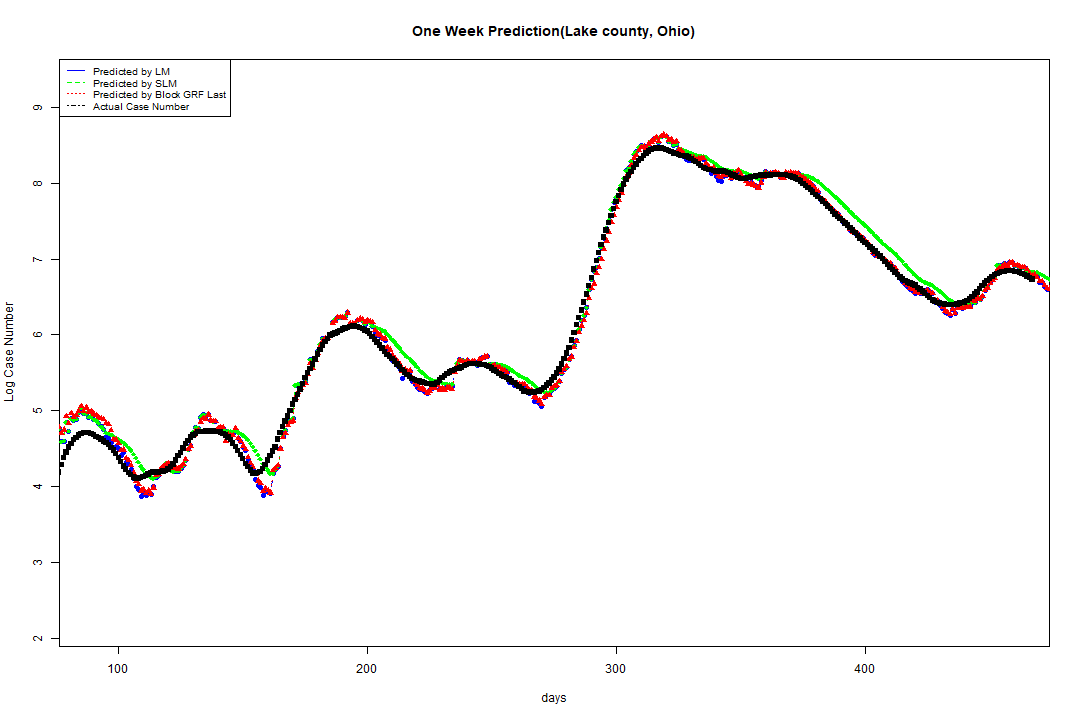 One Week Prediction(Lake county, Ohio)
Predicted by LM
Predicted by SLM
Predicted by Block GRF Last
Actual Case Number
9
8
7
6
5
4
3
2
Log Case Number
100 200 300 400
days